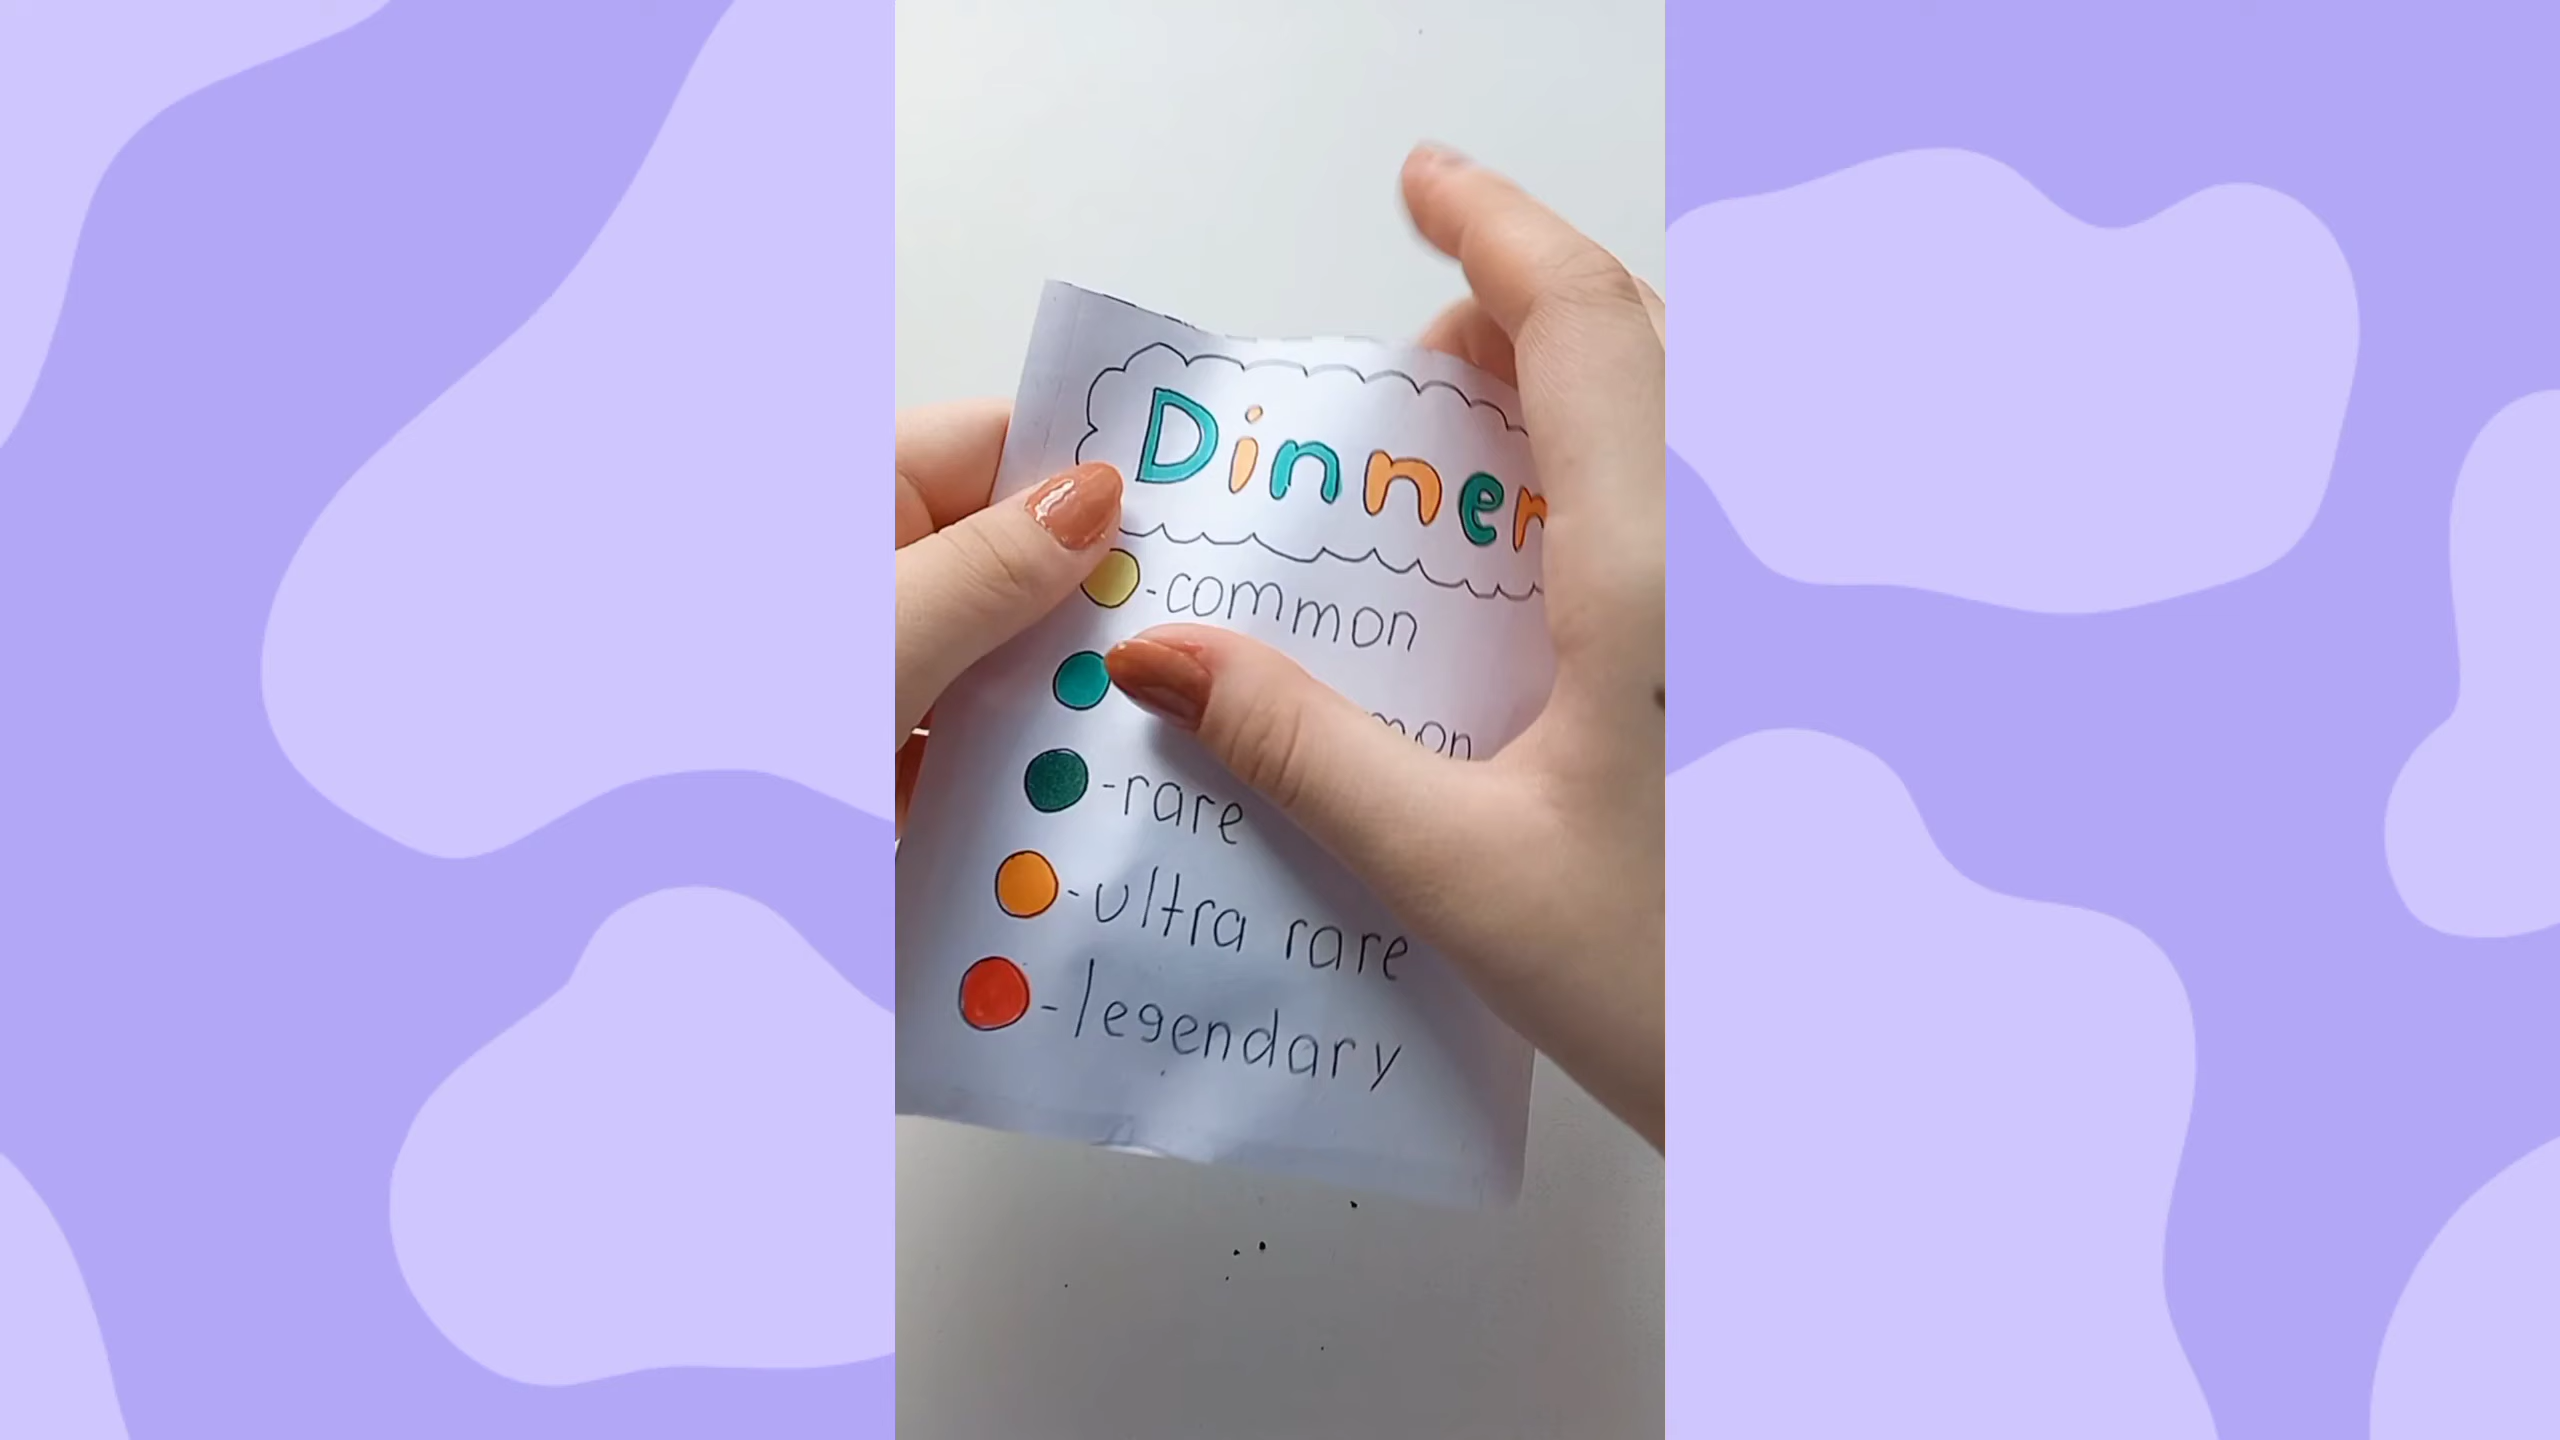 Dinner
-common
-rare
-ultra rare
-legendary